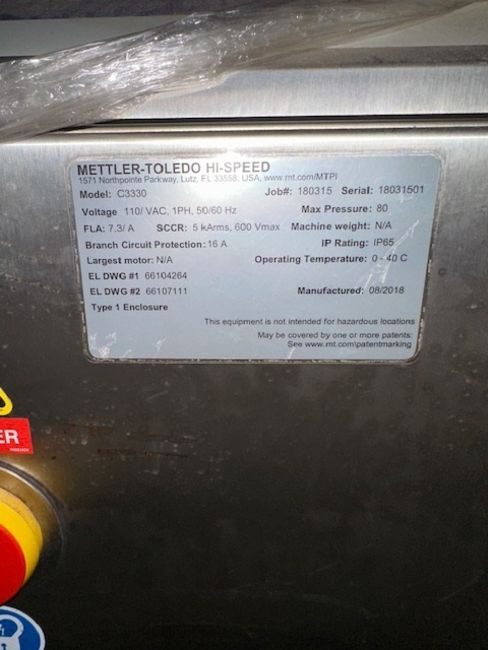 METTLER-TOLEDO HI-SPEED
1571 Northpointe Parkway, Lutz, FL 33558, USA, www.mt.com/MTPI
Model: C3330 Job#: 180315 Serial: 18031501
Voltage 110/ VAC, 1PH, 50/60 Hz Max Pressure: 80
FLA: 7.3/ A SCCR: 5 kArms, 600 Vmax Machine weight: N/A
Branch Circuit Protection: 16 A IP Rating: IP65
Largest motor: N/A Operating Temperature: 0 - 40 C
EL DWG #1 66104264
EL DWG #2 66107111 Manufactured: 08/2018
Type 1 Enclosure
This equipment is not intended for hazardous locations
May be covered by one or more patents:
See www.mt.com\patentmarking
ER